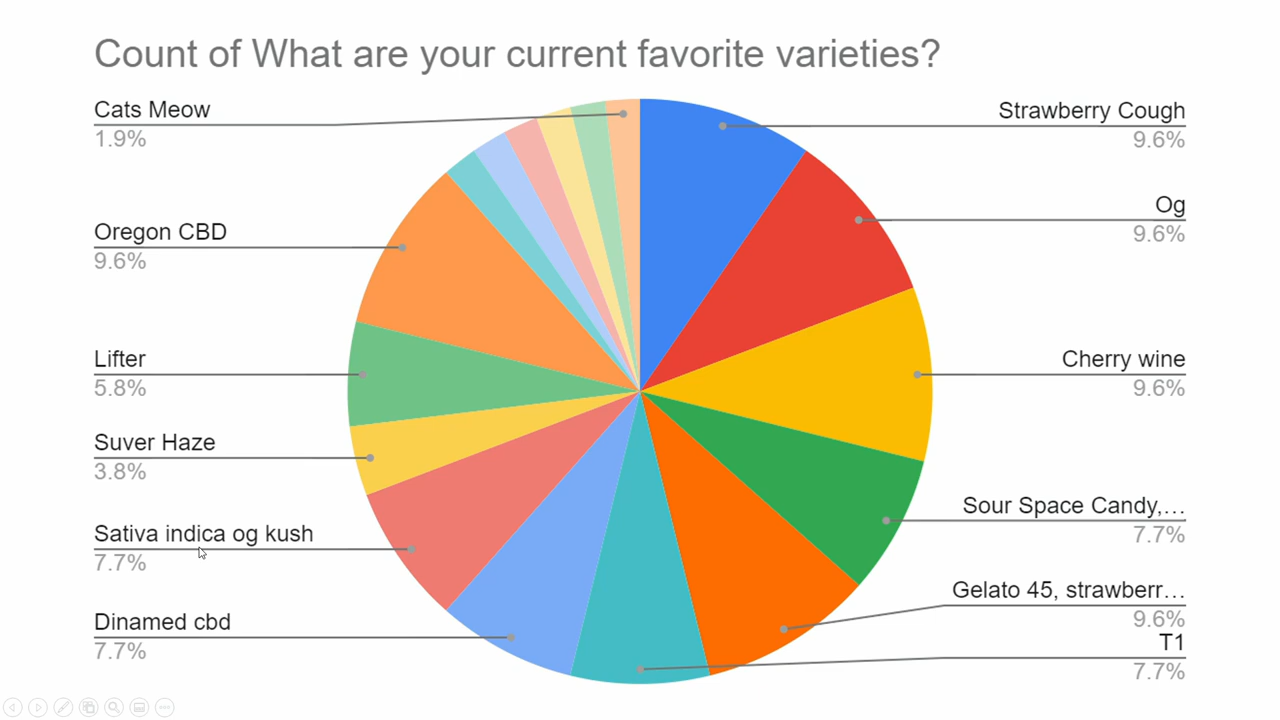 Count of What are your current favorite varieties?
Cats Meow
1.9%
Oregon CBD
9.6%
Lifter
5.8%
Suver Haze
3.8%
Sativa indica og kush
7.7%
Dinamed cbd
7.7%
Strawberry Cough
9.6%
Og
9.6%
Cherry wine
9.6%
Sour Space Candy,…
7.7%
Gelato 45, strawberr…
9.6%
T1
7.7%